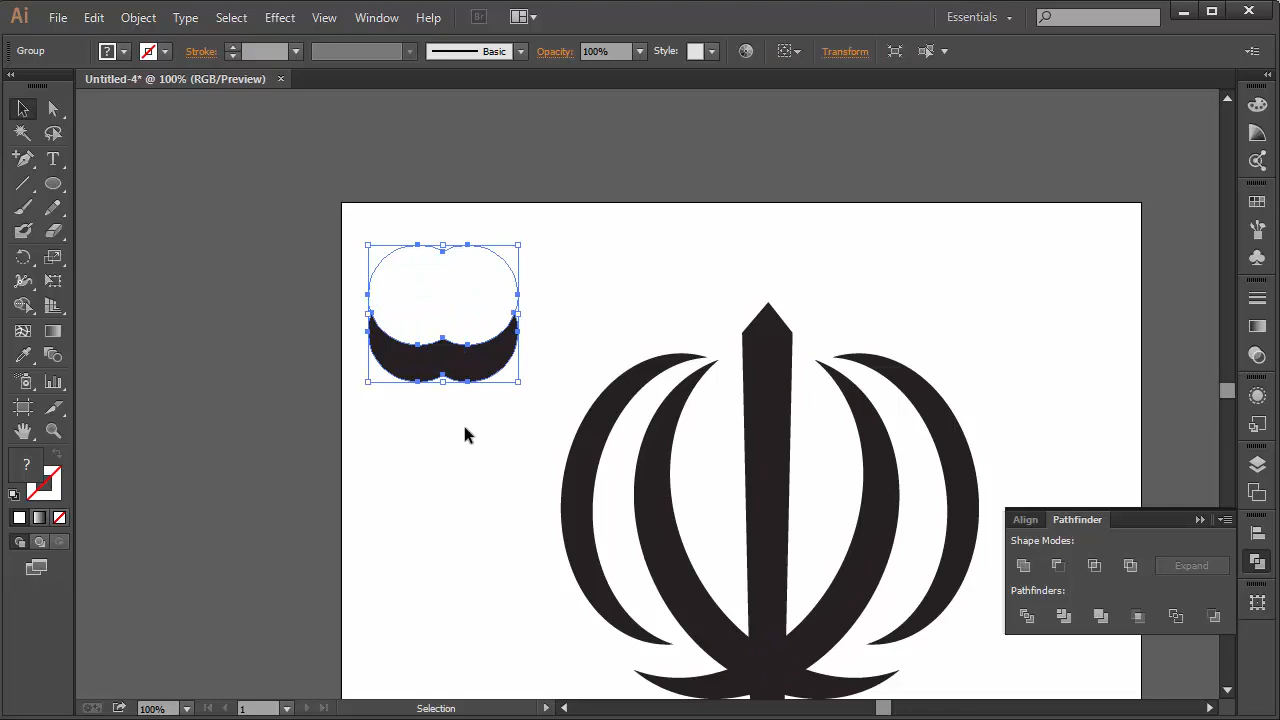 Ai File Edit Object Type Select Effect View Window Help Br Essentials
Group ? Stroke: Basic Opacity: 100% Style: Transform
Untitled-4* @ 100% (RGB/Preview) ×
T
?
Align Pathfinder
Shape Modes:
Expand
Pathfinders:
100% 1 Selection